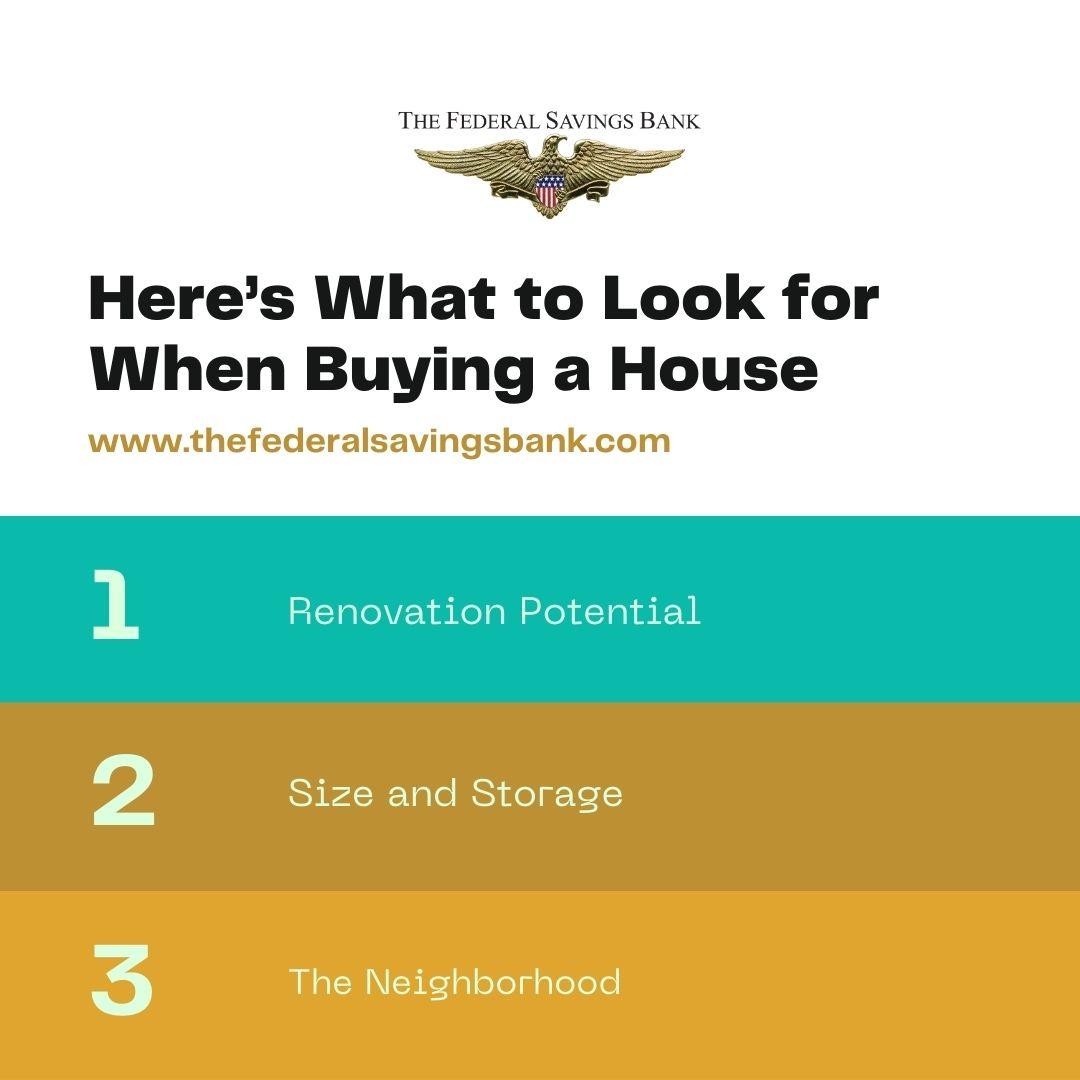 THE FEDERAL SAVINGS BANK
Here's What to Look for
When Buying a House
www.thefederalsavingsbank.com
1 Renovation Potential
2 Size and Storage
3 The Neighborhood